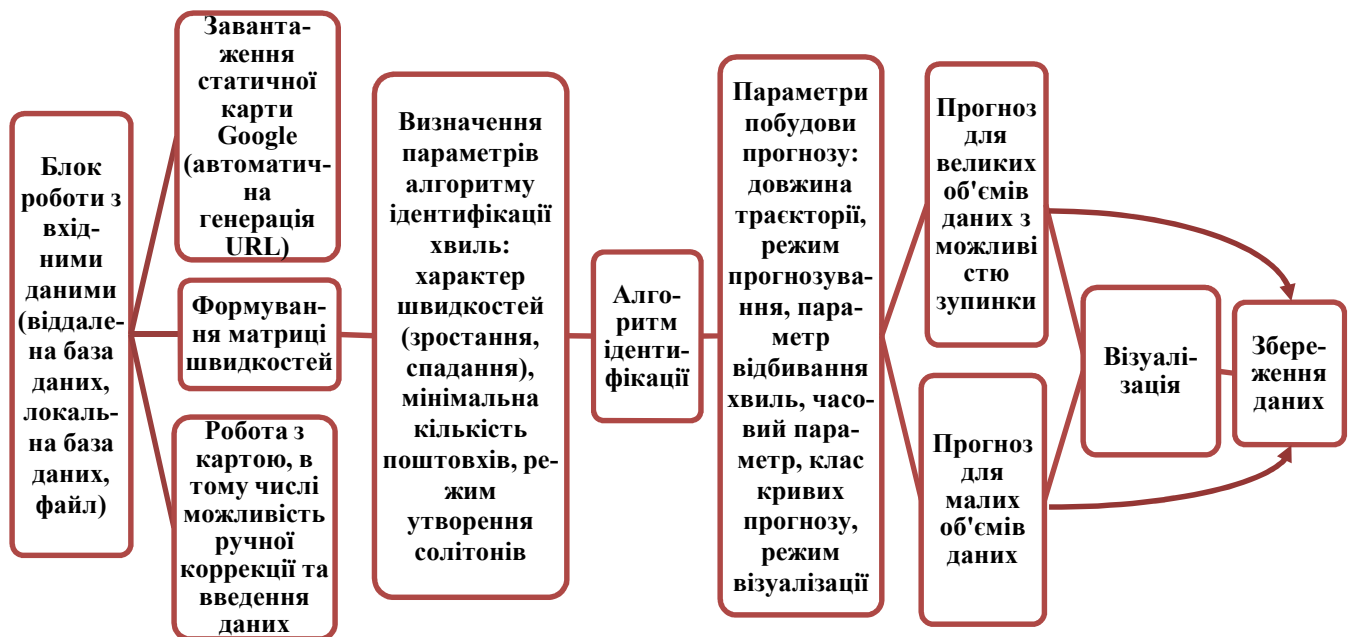 Блок
роботи з
вхід-
ними
даними
(віддале-
на база
даних,
локаль-
на база
даних,
файл)
Заванта-
ження
статичної
карти
Google
(автоматич-
на
генерація
URL)
Формуван-
ня матриці
швидкостей
Робота з
картою, в
тому числі
можливість
ручної
коррекції та
введення
даних
Визначення
параметрів
алгоритму
ідентифікації
хвиль:
характер
швидкостей
(зростання,
спадання),
мінімальна
кількість
поштовхів, ре-
жим
утворення
солітонів
Алго-
ритм
іденти-
фікації
Параметри
побудови
прогнозу:
довжина
траєкторії,
режим
прогнозува-
ння, пара-
метр
відбивання
хвиль, часо-
вий пара-
метр, клас
кривих
прогнозу,
режим
візуалізації
Прогноз
для
великих
об'ємів
даних з
можливі
стю
зупинки
Прогноз
для
малих
об'ємів
даних
Візуалі-
зація
Збере-
ження
даних